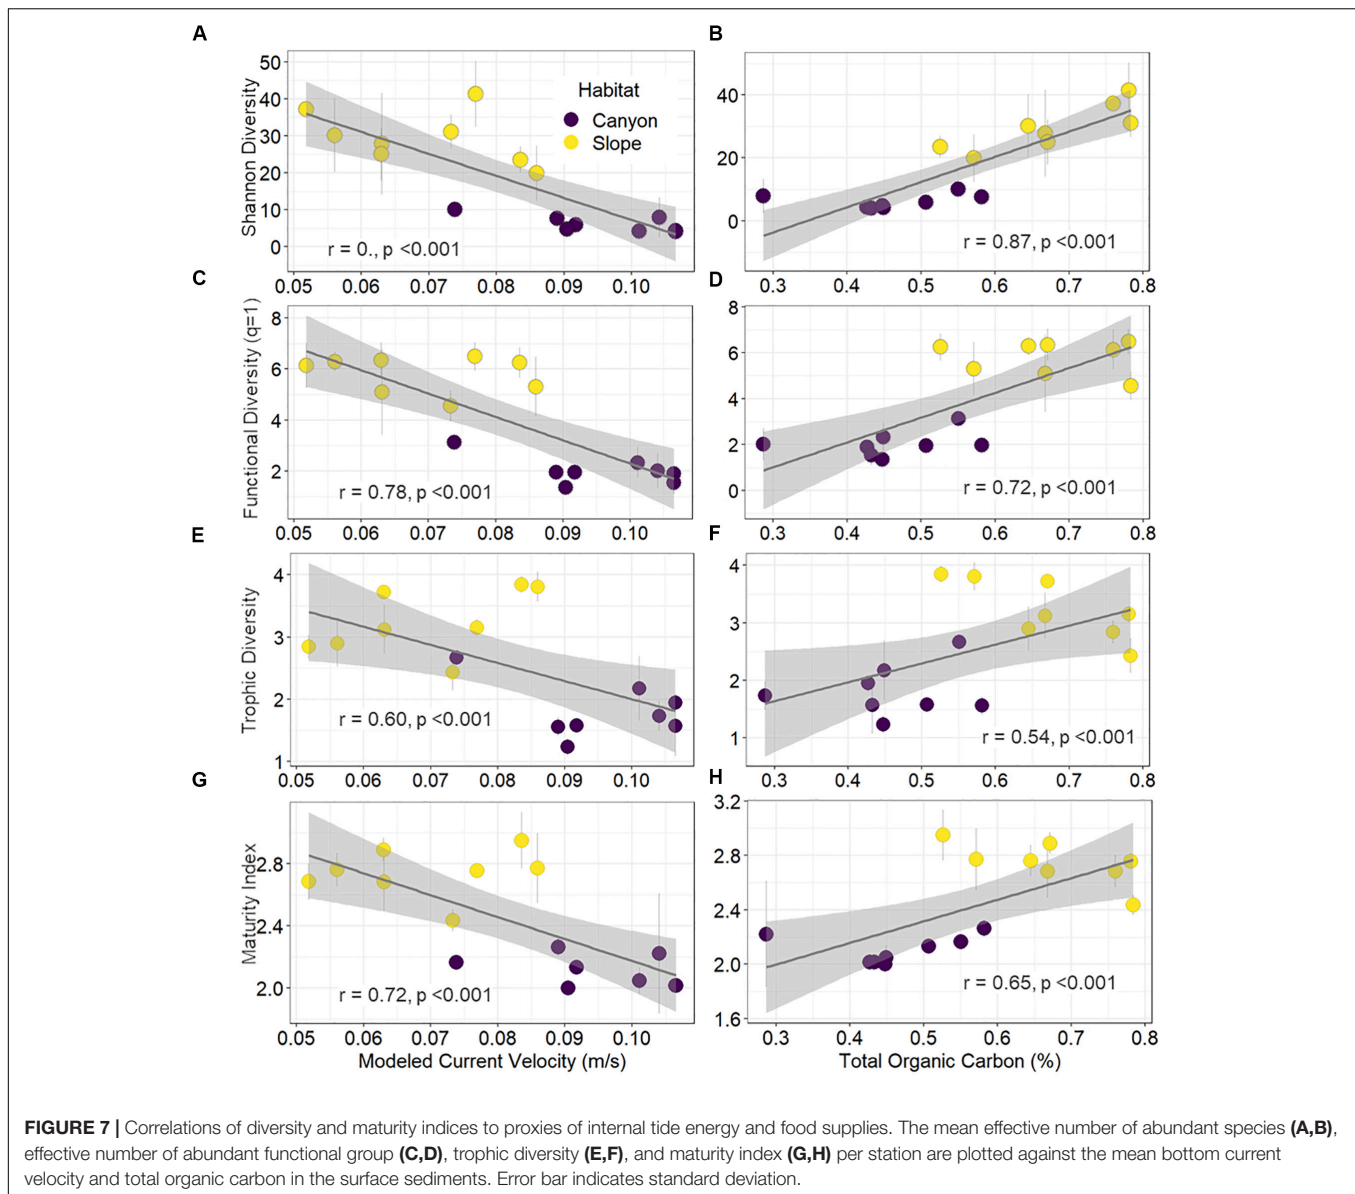 A
B
50
40
30
20
10
0
Shannon Diversity
Habitat
Canyon
Slope
r = 0., p <0.001
0.05 0.06 0.07 0.08 0.09 0.10
40
20
0
r = 0.87, p <0.001
0.3 0.4 0.5 0.6 0.7 0.8
C
D
8
6
4
2
Functional Diversity (q=1)
r = 0.78, p <0.001
0.05 0.06 0.07 0.08 0.09 0.10
8
6
4
2
0
r = 0.72, p <0.001
0.3 0.4 0.5 0.6 0.7 0.8
E
F
4
3
2
1
Trophic Diversity
r = 0.60, p <0.001
0.05 0.06 0.07 0.08 0.09 0.10
4
3
2
1
r = 0.54, p <0.001
0.3 0.4 0.5 0.6 0.7 0.8
G
H
2.8
2.4
2.0
Maturity Index
r = 0.72, p <0.001
0.05 0.06 0.07 0.08 0.09 0.10
Modeled Current Velocity (m/s)
3.2
2.8
2.4
2.0
1.6
r = 0.65, p <0.001
0.3 0.4 0.5 0.6 0.7 0.8
Total Organic Carbon (%)
FIGURE 7 | Correlations of diversity and maturity indices to proxies of internal tide energy and food supplies. The mean effective number of abundant species (A,B),
effective number of abundant functional group (C,D), trophic diversity (E,F), and maturity index (G,H) per station are plotted against the mean bottom current
velocity and total organic carbon in the surface sediments. Error bar indicates standard deviation.